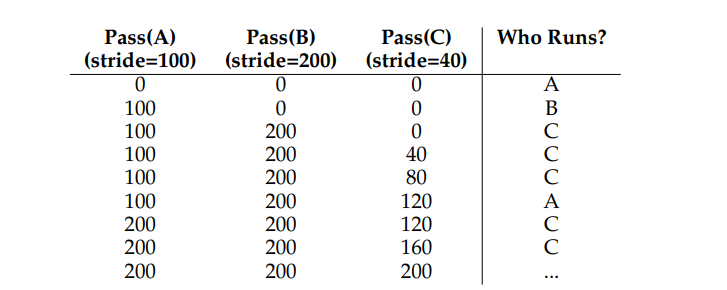 Pass(A) Pass(B) Pass(C) Who Runs?
(stride=100) (stride=200) (stride=40)
0 0 0 A
100 0 0 B
100 200 0 C
100 200 40 C
100 200 80 C
100 200 120 A
200 200 120 C
200 200 160 C
200 200 200 ...